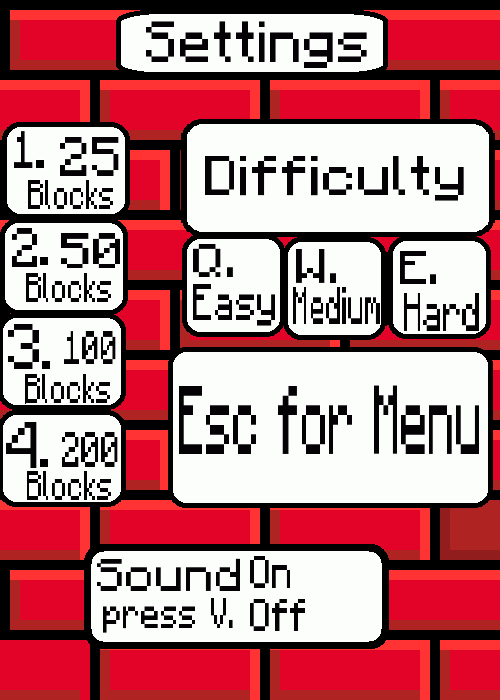 Settings
1. 25
Blocks
2. 50
Blocks
3. 100
Blocks
4. 200
Blocks
Difficulty
Q.
Easy
W.
Medium
E.
Hard
Esc for Menu
Sound On
press V. Off